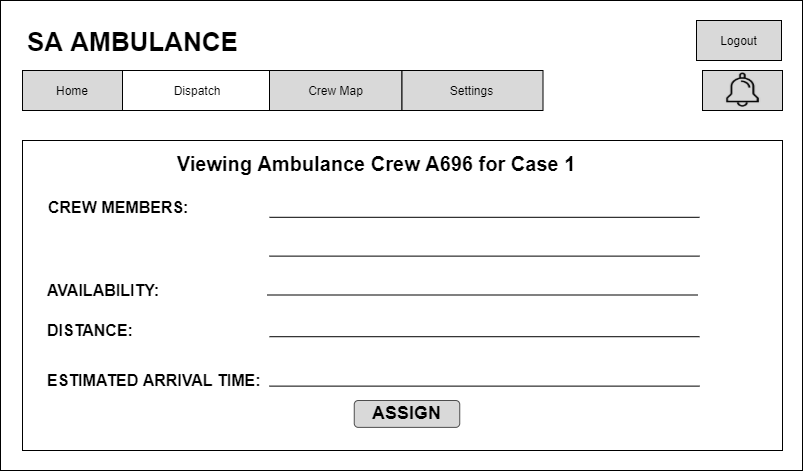 SA AMBULANCE
Logout
Home Dispatch Crew Map Settings
Viewing Ambulance Crew A696 for Case 1
CREW MEMBERS:
AVAILABILITY:
DISTANCE:
ESTIMATED ARRIVAL TIME:
ASSIGN